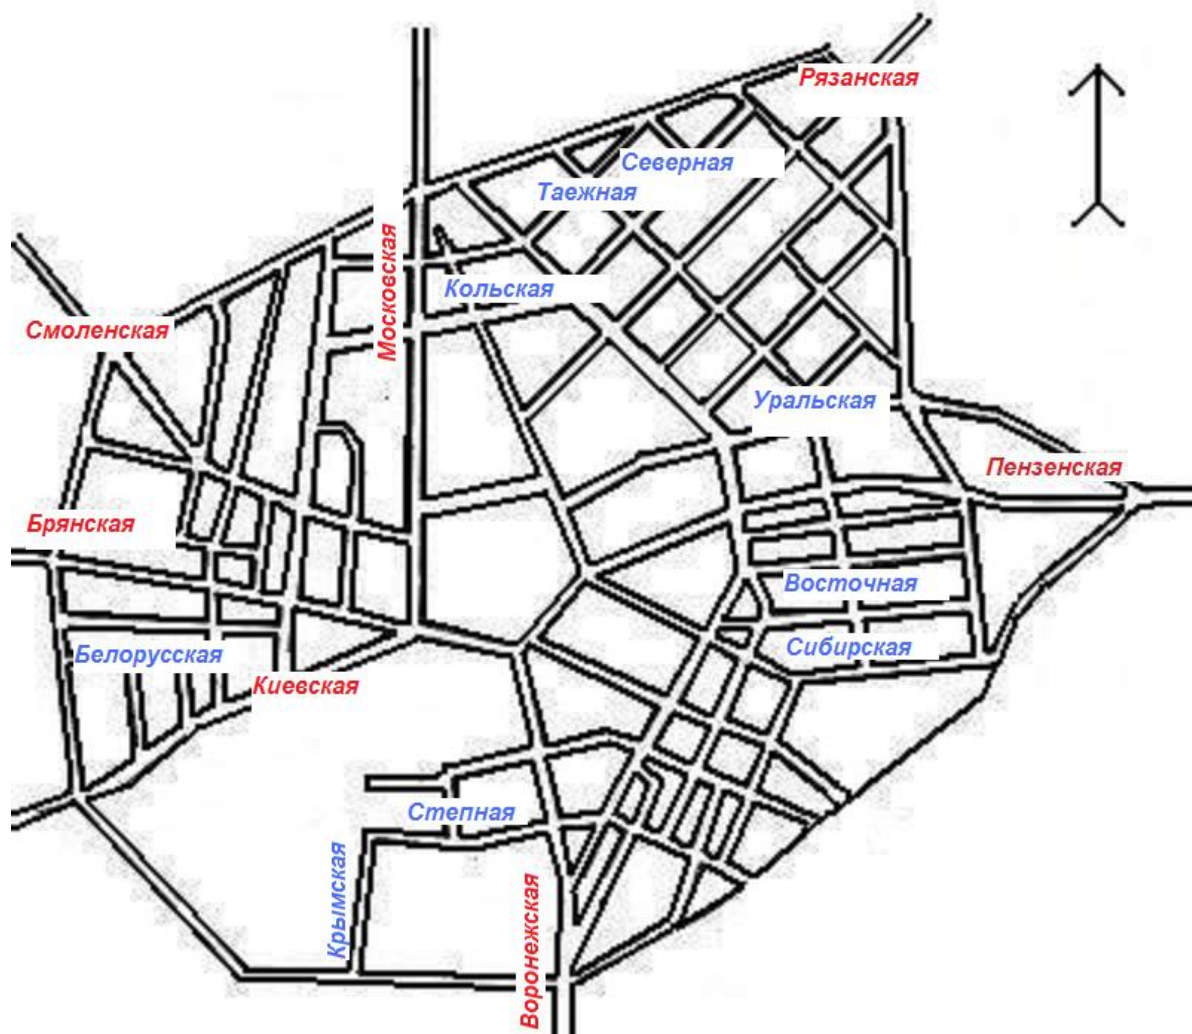 Рязанская
Северная
Таежная
Московская
Кольская
Смоленская
Уральская
Пензенская
Брянская
Восточная
Сибирская
Белорусская
Киевская
Степная
Крымская
Воронежская